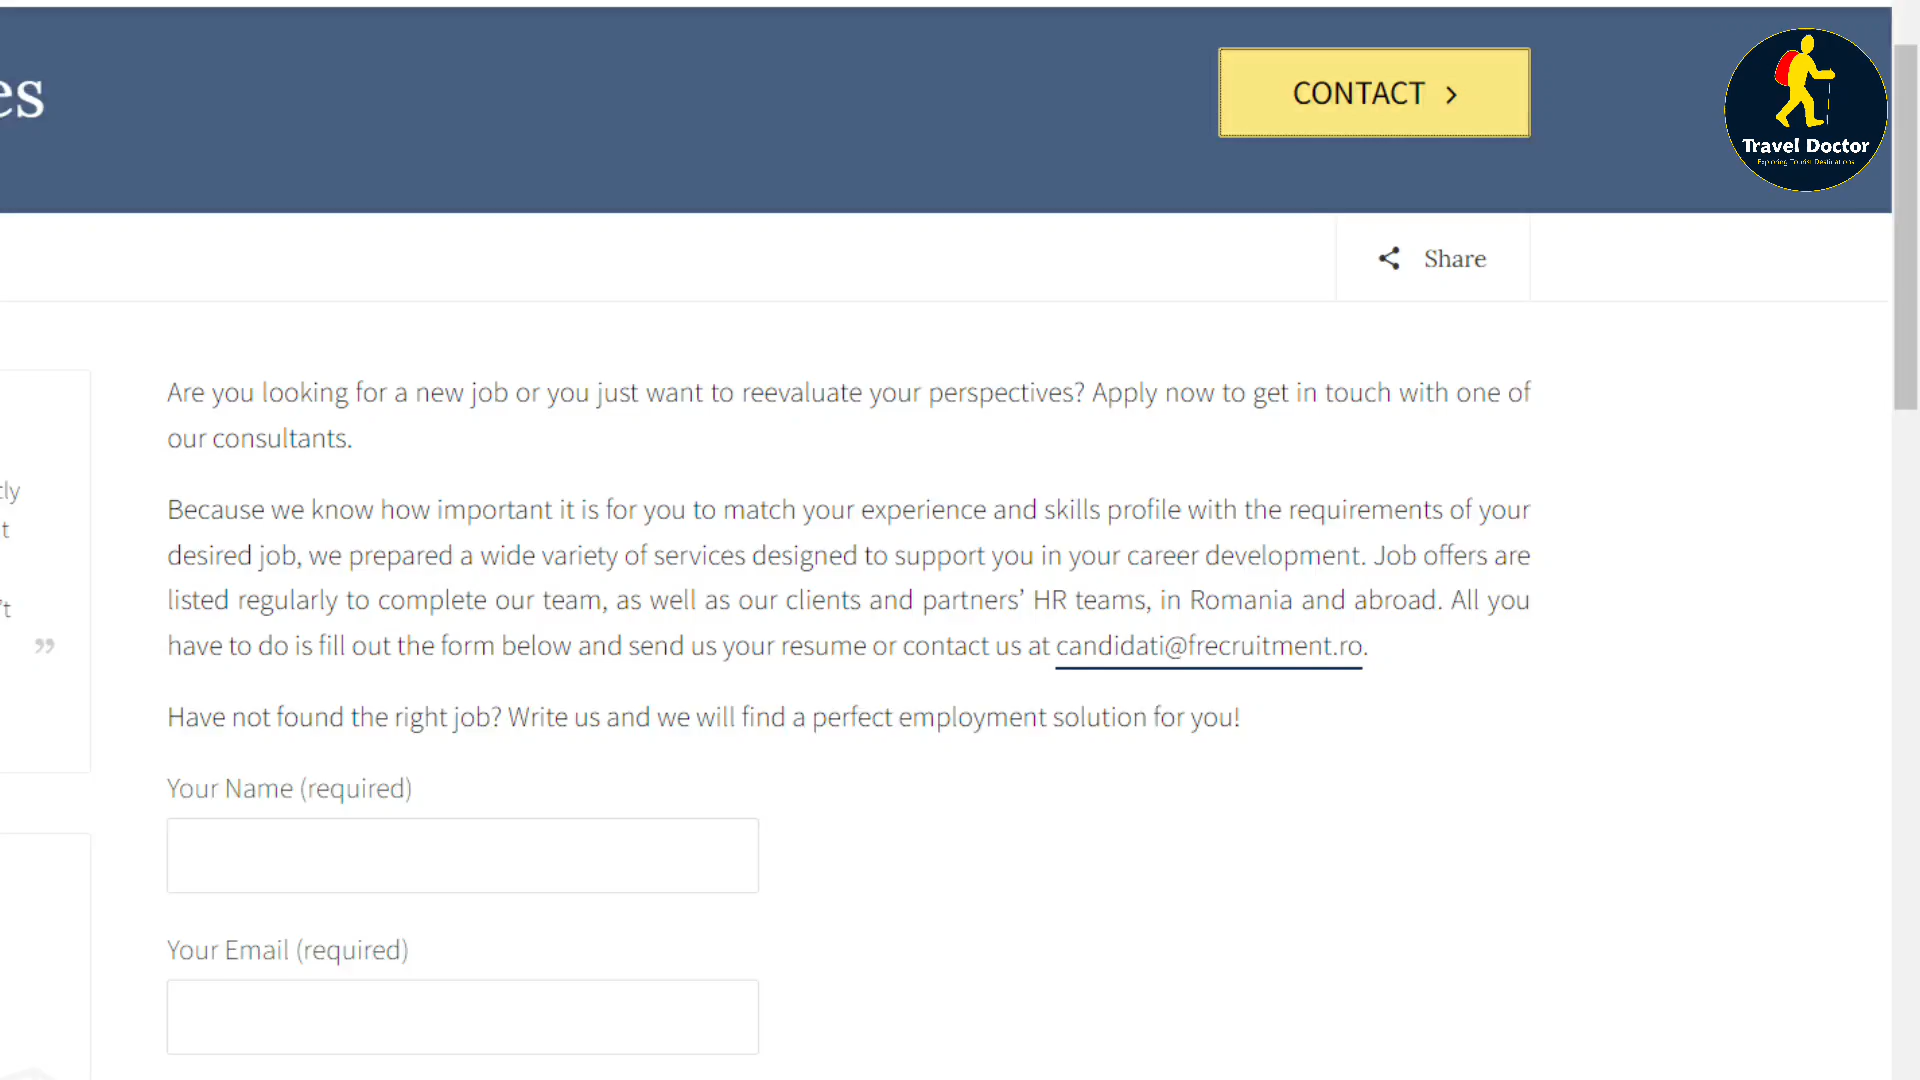 es
CONTACT
Travel Doctor
Exploring Tourist Destinations
Share
Are you looking for a new job or you just want to reevaluate your perspectives? Apply now to get in touch with one of
our consultants.
tly
t
't
”
Because we know how important it is for you to match your experience and skills profile with the requirements of your
desired job, we prepared a wide variety of services designed to support you in your career development. Job offers are
listed regularly to complete our team, as well as our clients and partners’ HR teams, in Romania and abroad. All you
have to do is fill out the form below and send us your resume or contact us at candidati@frecruitment.ro.
Have not found the right job? Write us and we will find a perfect employment solution for you!
Your Name (required)
Your Email (required)